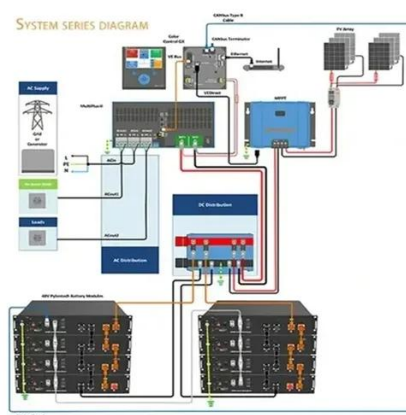 SYSTEM SERIES DIAGRAM
CANbus Type B
Cable
Color
Control GX
CANbus Terminator
PV Array
VE Bus
Ethernet
Ethernet
AC Supply
VE Direct
MultiPlus II
MPPT
Grid
or
Generator
L
PE
N
ACin
ACout1
Loads
DC Distribution
ACout2
AC Distribution
48V Pylontech Battery Modules